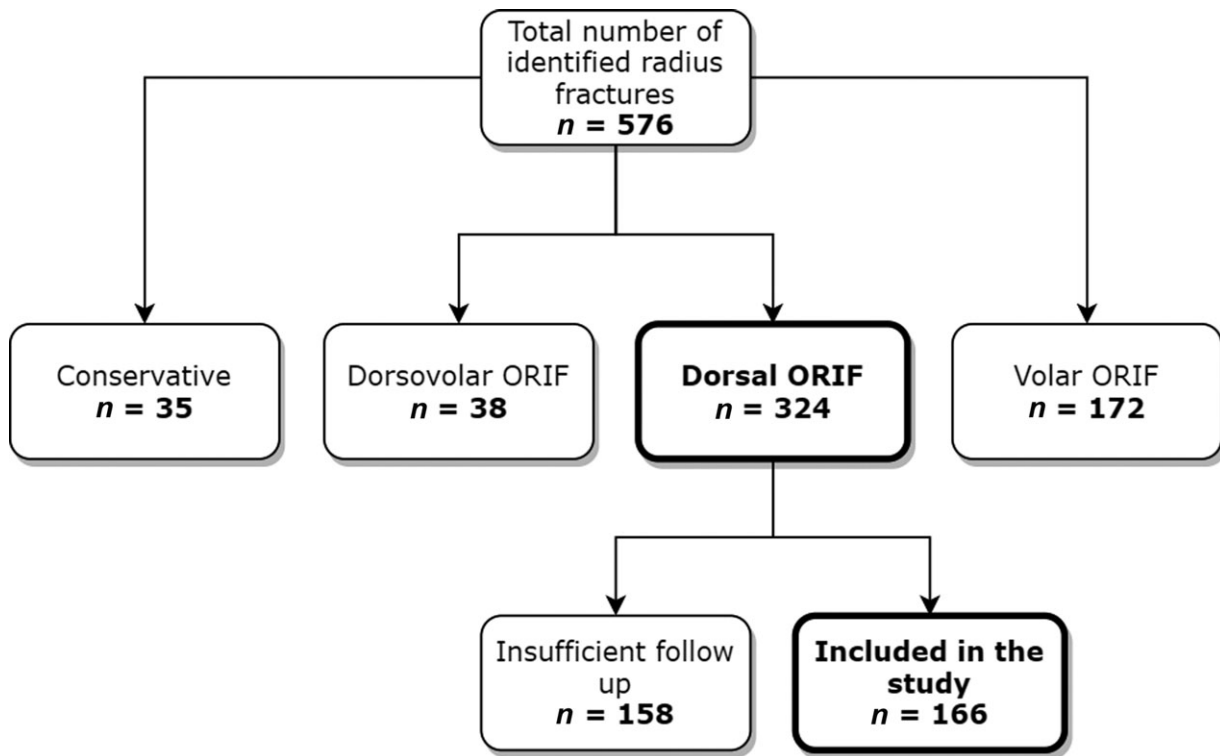 Total number of
identified radius
fractures
n = 576
Conservative
n = 35
Dorsovolar ORIF
n = 38
Dorsal ORIF
n = 324
Volar ORIF
n = 172
Insufficient follow
up
n = 158
Included in the
study
n = 166